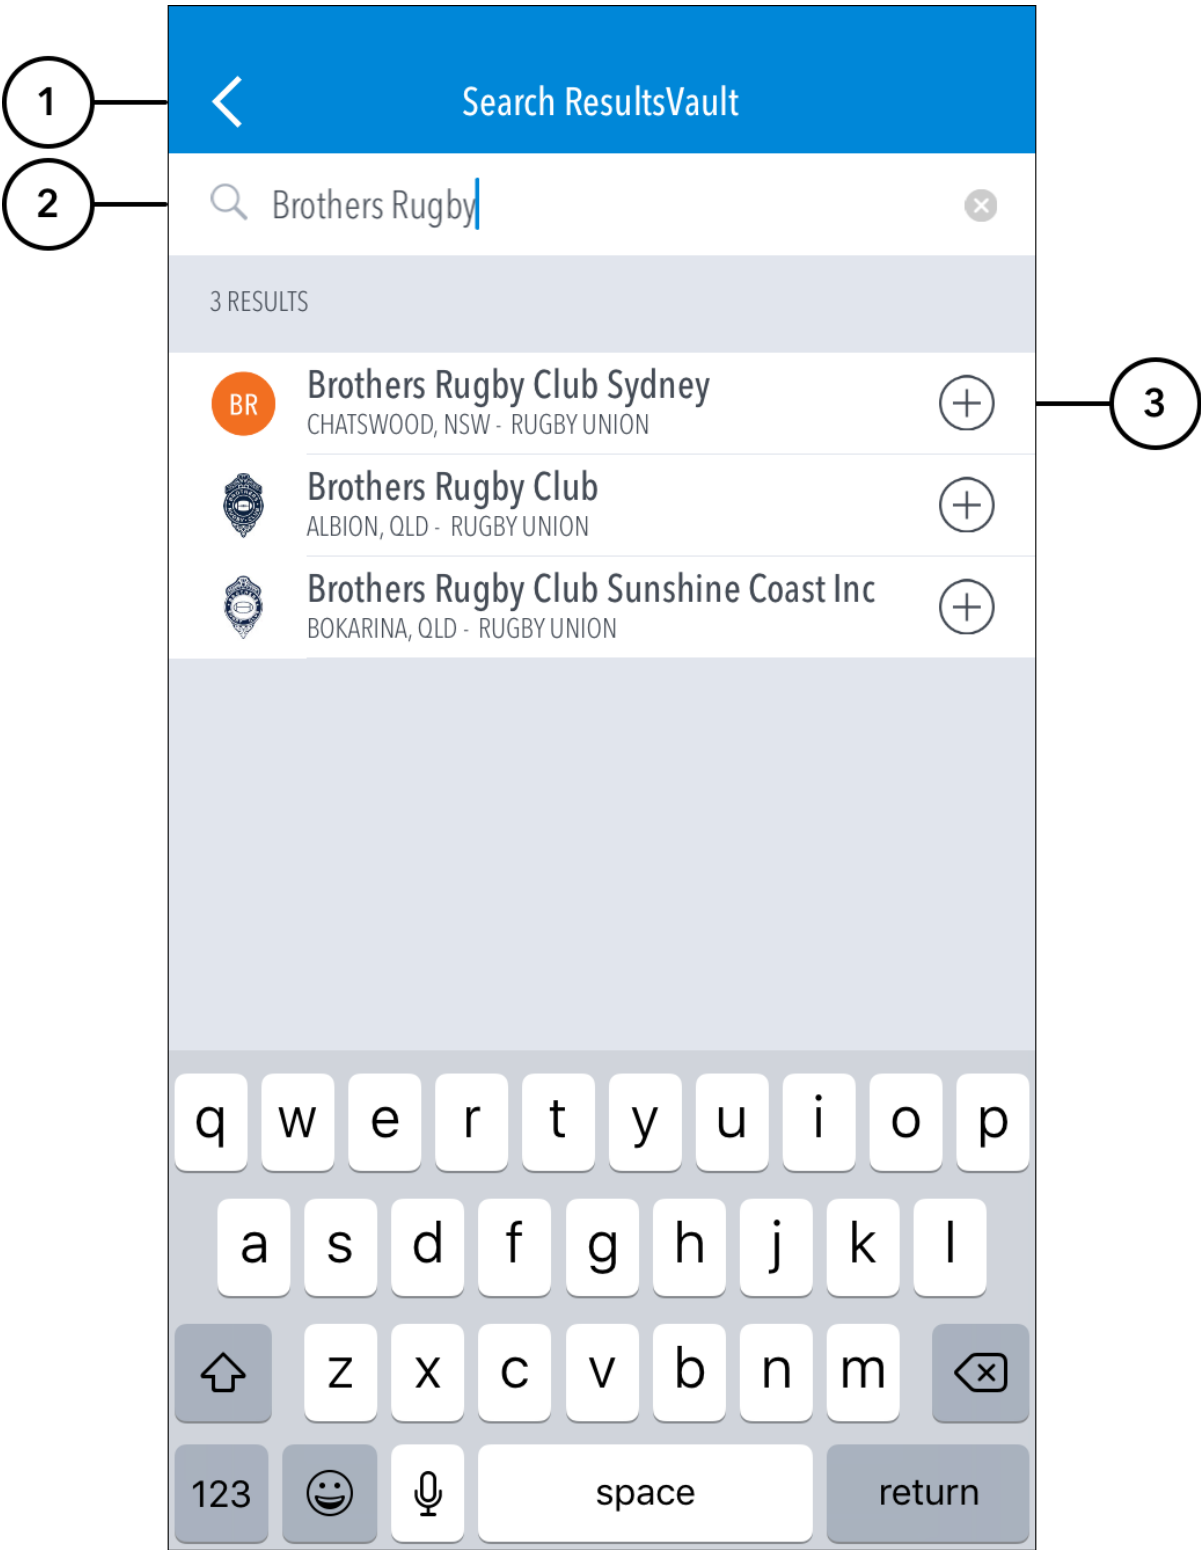 1
Search ResultsVault
2
Brothers Rugby
3 RESULTS
BR
Brothers Rugby Club Sydney
CHATSWOOD, NSW - RUGBY UNION
3
Brothers Rugby Club
ALBION, QLD - RUGBY UNION
Brothers Rugby Club Sunshine Coast Inc
BOKARINA, QLD - RUGBY UNION
q w e r t y u i o p
a s d f g h j k l
z x c v b n m
123 space return